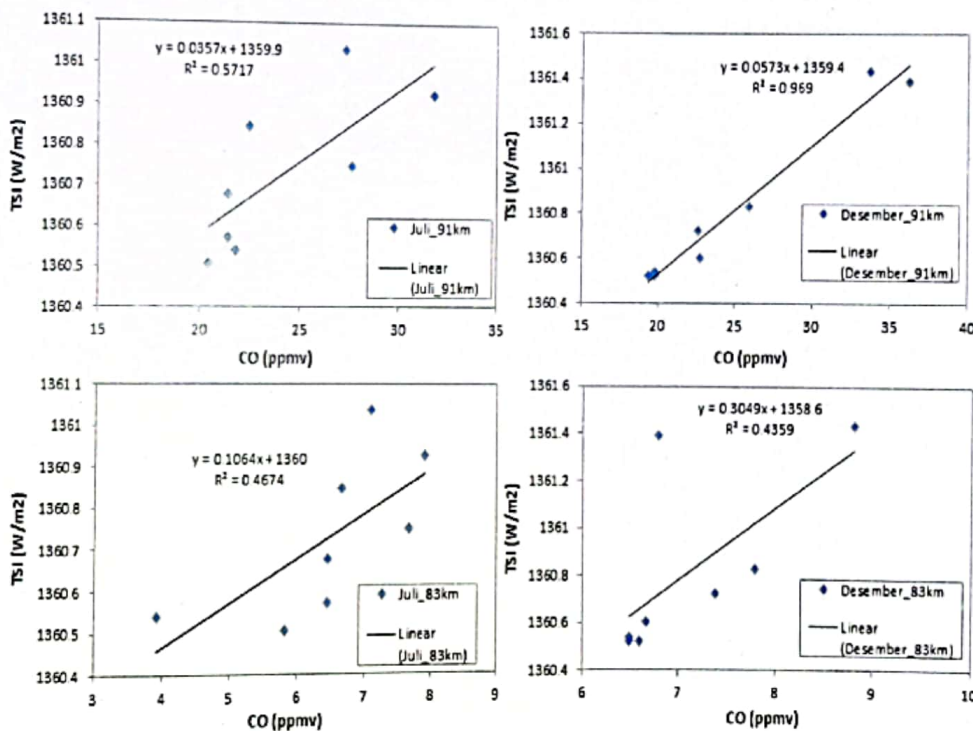 1361.1
1361
1360.9
1360.8
1360.7
1360.6
1360.5
1360.4
TSI (W/m2)
y = 0.0357x + 1359.9
R² = 0.5717
Juli_91km
Linear
(Juli_91km)
15 20 25 30 35
CO (ppmv)
1361.6
1361.4
1361.2
1361
1360.8
1360.6
1360.4
TSI (W/m2)
y = 0.0573x + 1359.4
R² = 0.969
Desember_91km
Linear
(Desember_91km)
15 20 25 30 35 40
CO (ppmv)
1361.1
1361
1360.9
1360.8
1360.7
1360.6
1360.5
1360.4
TSI (W/m2)
y = 0.1064x + 1360
R² = 0.4674
Juli_83km
Linear
(Juli_83km)
3 4 5 6 7 8 9
CO (ppmv)
1361.6
1361.4
1361.2
1361
1360.8
1360.6
1360.4
TSI (W/m2)
y = 0.3049x + 1358.6
R² = 0.4359
Desember_83km
Linear
(Desember_83km)
6 7 8 9 10
CO (ppmv)